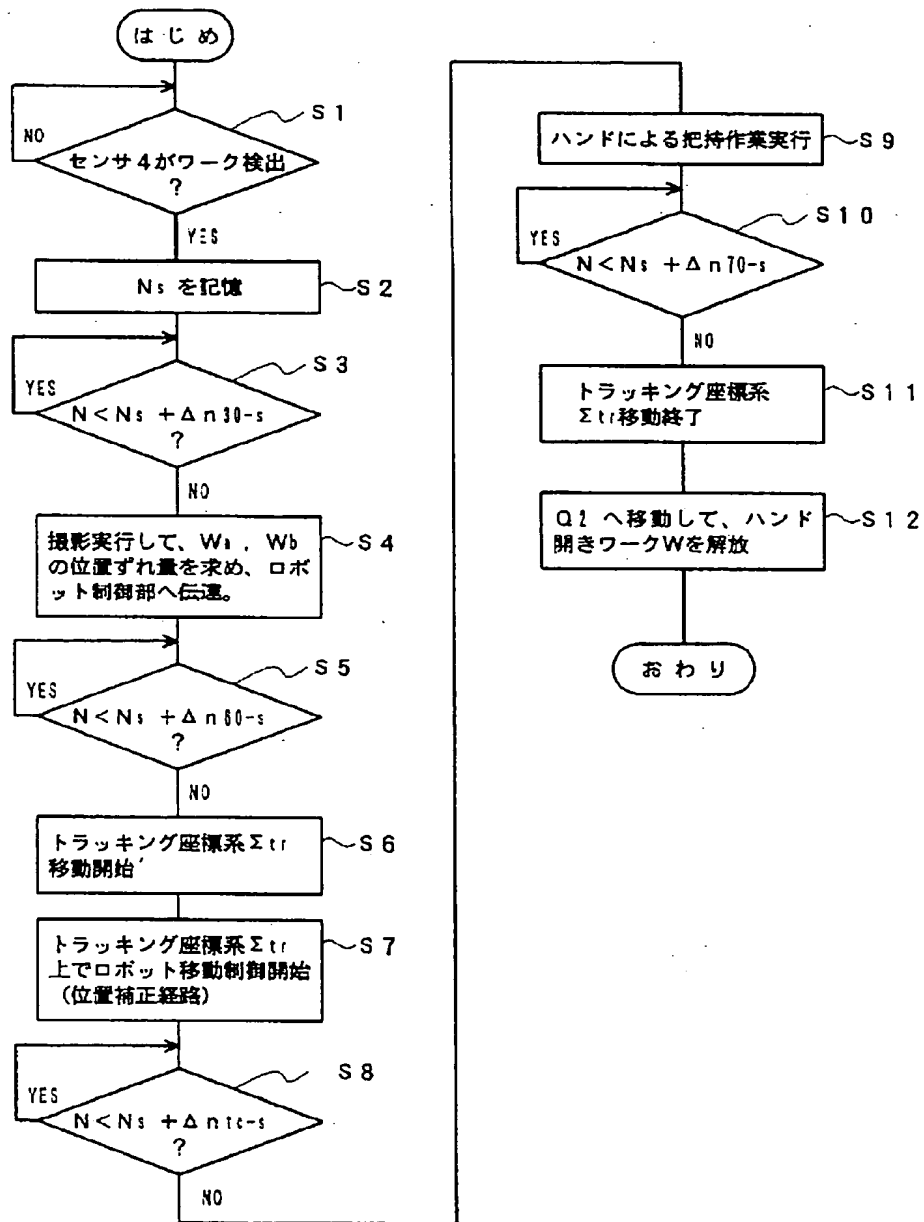 はじめ
S1
NO
センサ4がワーク検出
?
YES
Nsを記憶
S2
S3
YES
N<Ns +Δn30-s
?
NO
撮影実行して、Wa、Wb
の位置ずれ量を求め、ロボ
ット制御部へ伝達。
S4
S5
YES
N<Ns +Δn60-s
?
NO
トラッキング座標系Σtr
移動開始
S6
トラッキング座標系Σtr
上でロボット移動制御開始
(位置補正経路)
S7
S8
YES
N<Ns +Δntc-s
?
NO
ハンドによる把持作業実行
S9
S10
YES
N<Ns +Δn70-s
NO
トラッキング座標系
Σtr移動終了
S11
Q2へ移動して、ハンド
開きワークWを解放
S12
おわり